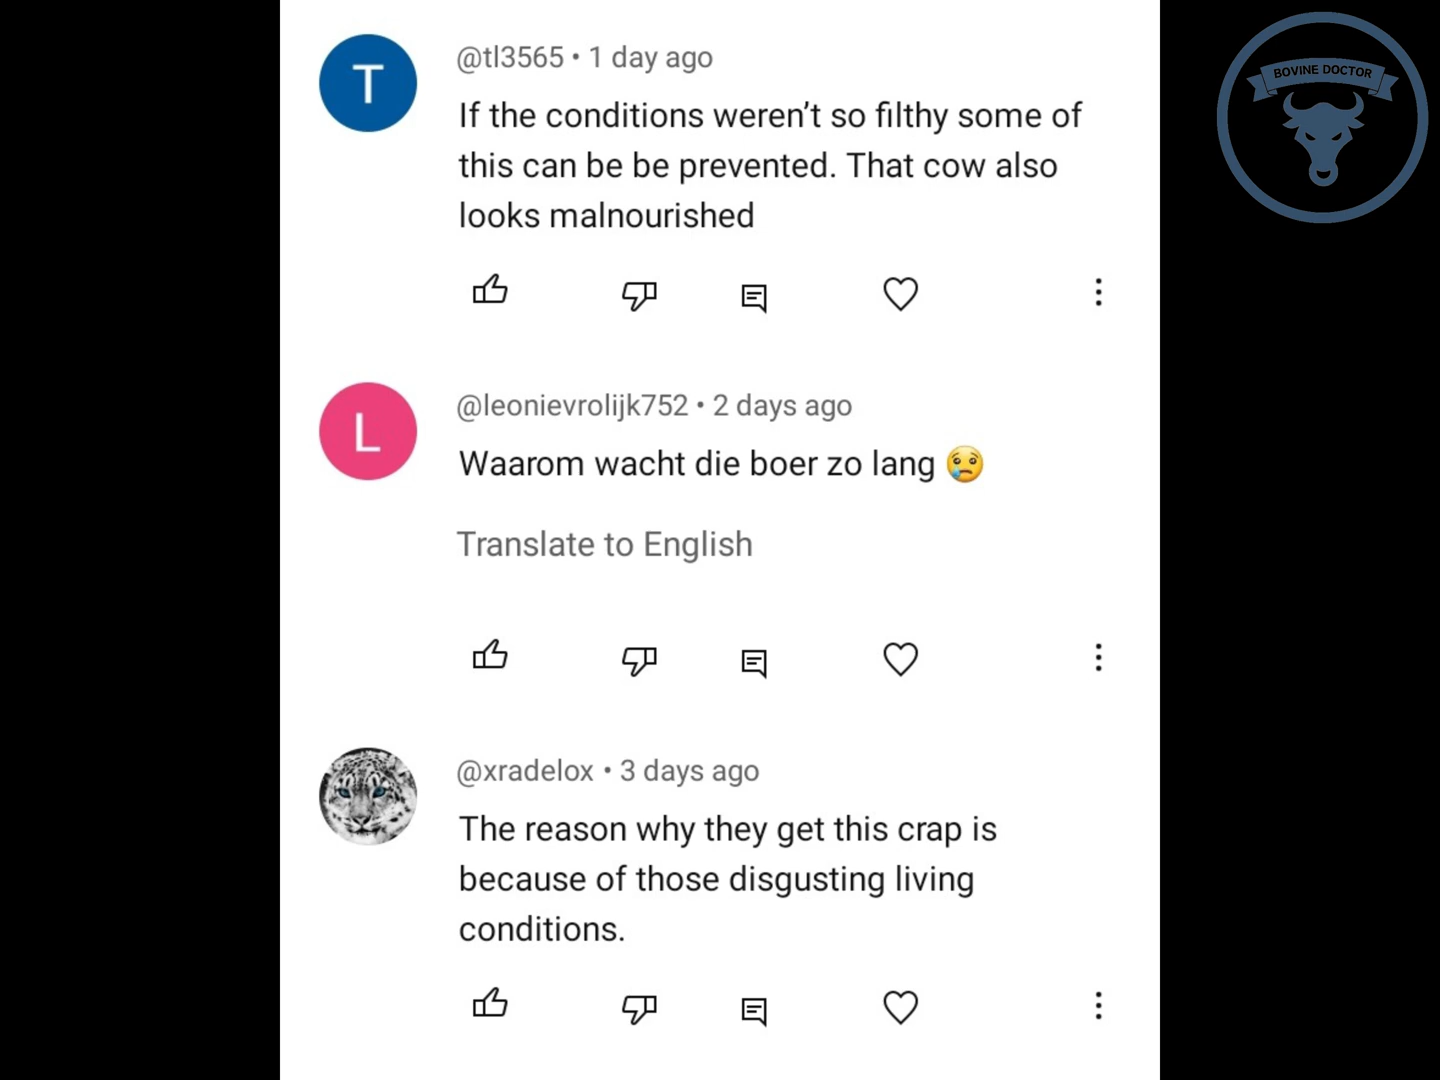 BOVINE DOCTOR
T
@tl3565 • 1 day ago
If the conditions weren't so filthy some of
this can be be prevented. That cow also
looks malnourished
L
@leonievrolijk752 • 2 days ago
Waarom wacht die boer zo lang 😢
Translate to English
@xradelox • 3 days ago
The reason why they get this crap is
because of those disgusting living
conditions.